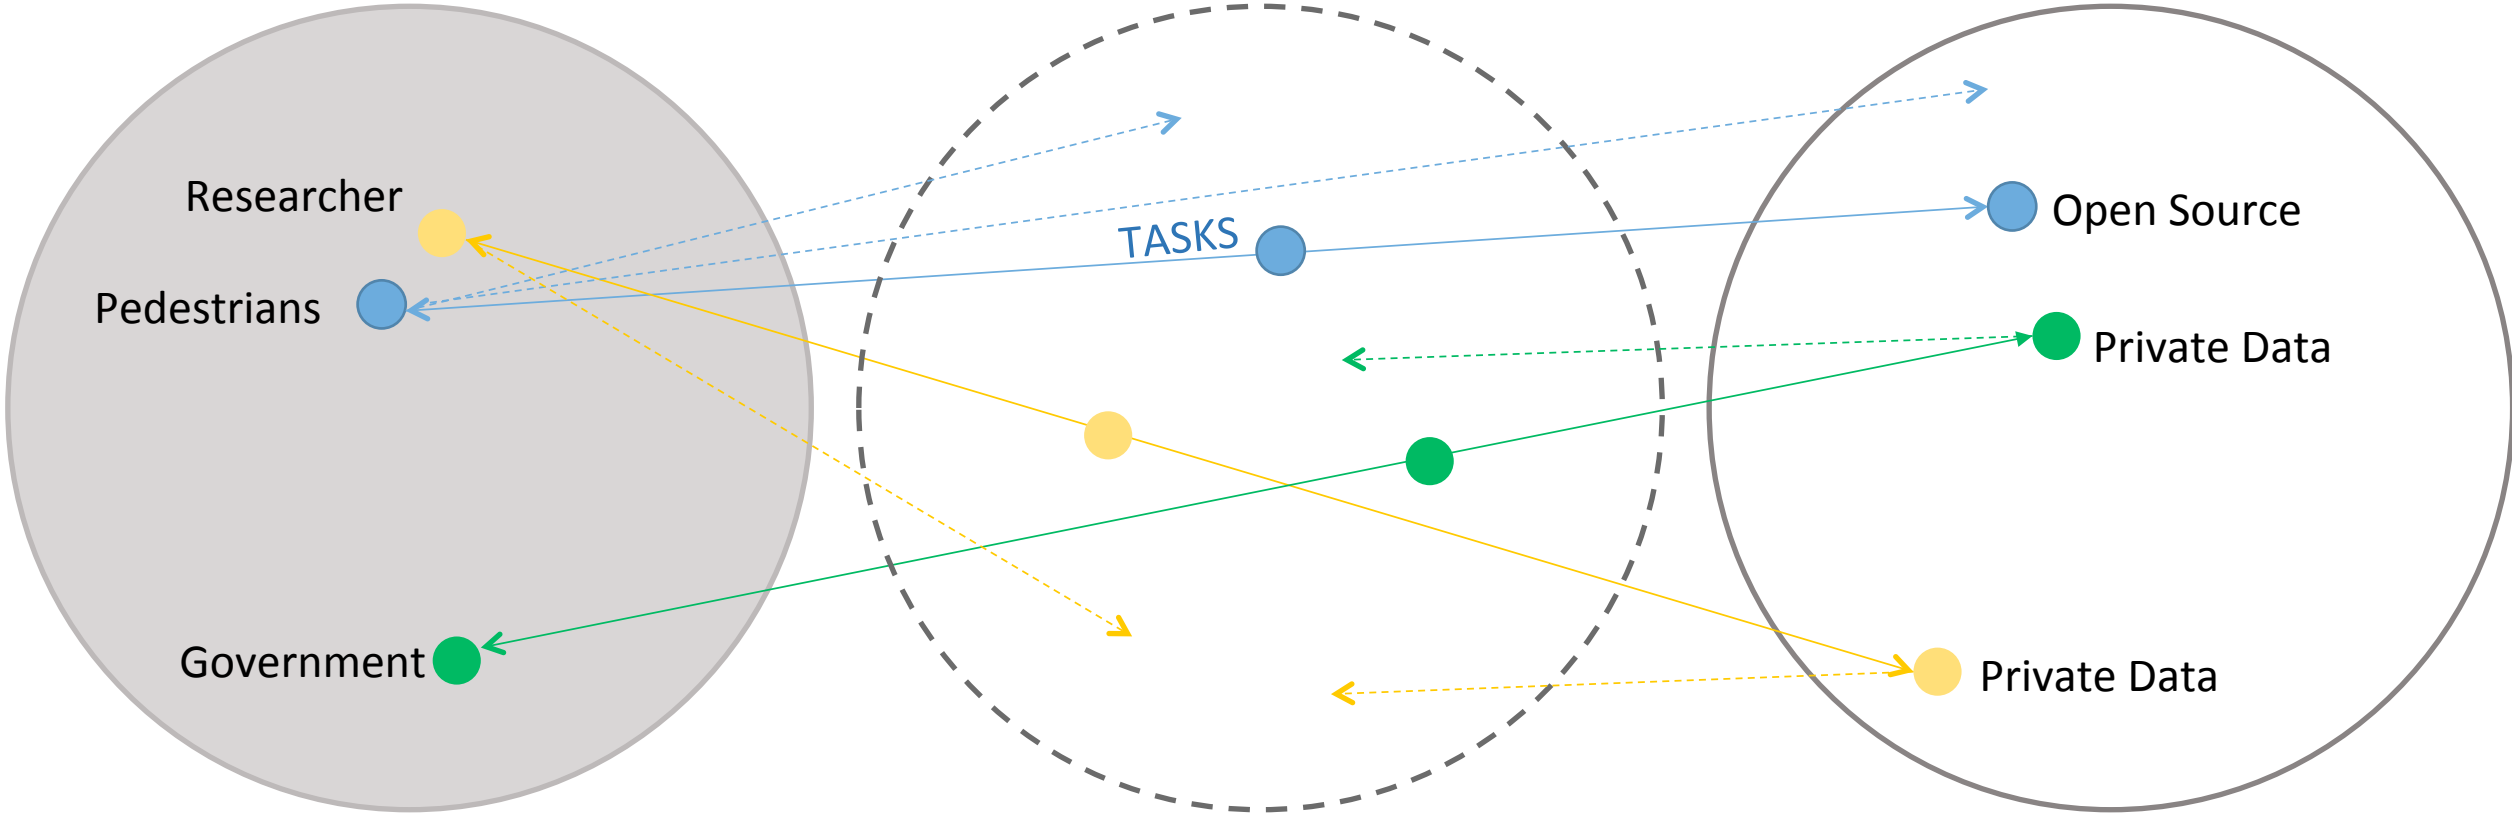 Researcher
Pedestrians
Government
TASKS
Open Source
Private Data
Private Data